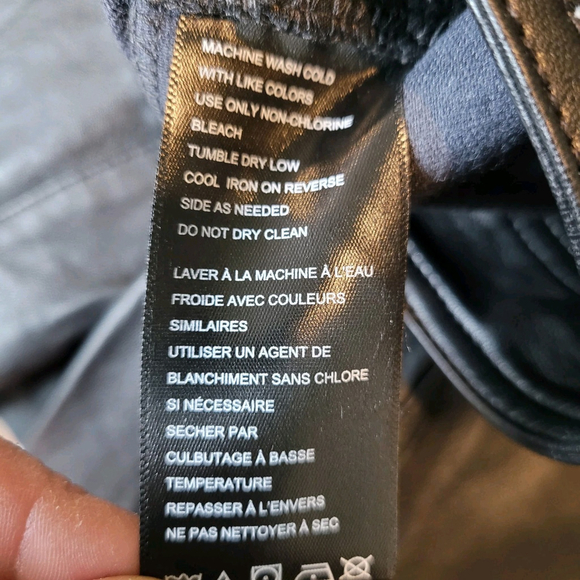 MACHINE WASH COLD
WITH LIKE COLORS
USE ONLY NON-CHLORINE
BLEACH
TUMBLE DRY LOW
COOL IRON ON REVERSE
SIDE AS NEEDED
DO NOT DRY CLEAN
LAVER À LA MACHINE À L'EAU
FROIDE AVEC COULEURS
SIMILAIRES
UTILISER UN AGENT DE
BLANCHIMENT SANS CHLORE
SI NÉCESSAIRE
SECHER PAR
CULBUTAGE À BASSE
TEMPERATURE
REPASSER À L'ENVERS
NE PAS NETTOYER À SEC